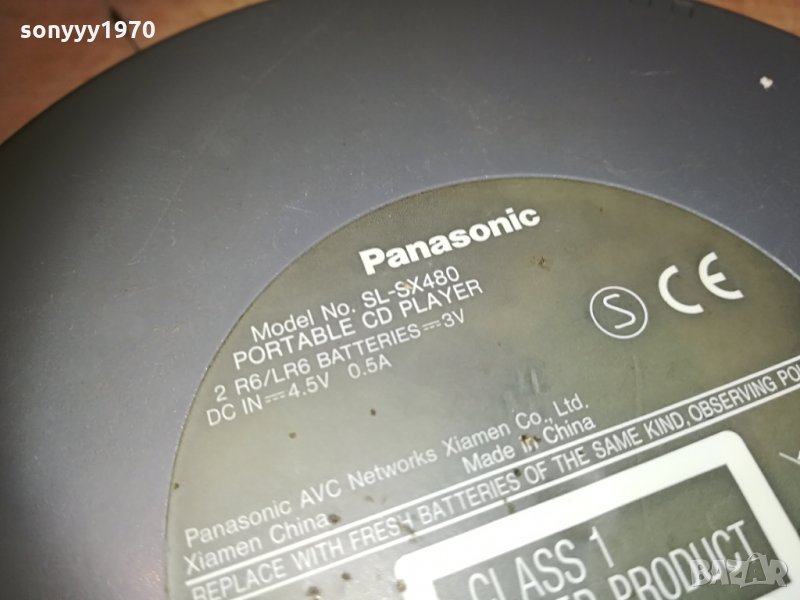 sonyyy1970
Panasonic
Model No. SL-SX480
PORTABLE CD PLAYER
2 R6/LR6 BATTERIES⎓3V
DC IN⎓4.5V 0.5A
S CE
Panasonic AVC Networks Xiamen Co., Ltd.
Xiamen China
Made in China
REPLACE WITH FRESH BATTERIES OF THE SAME KIND, OBSERVING
CLASS 1
PRODUCT
BAZAR